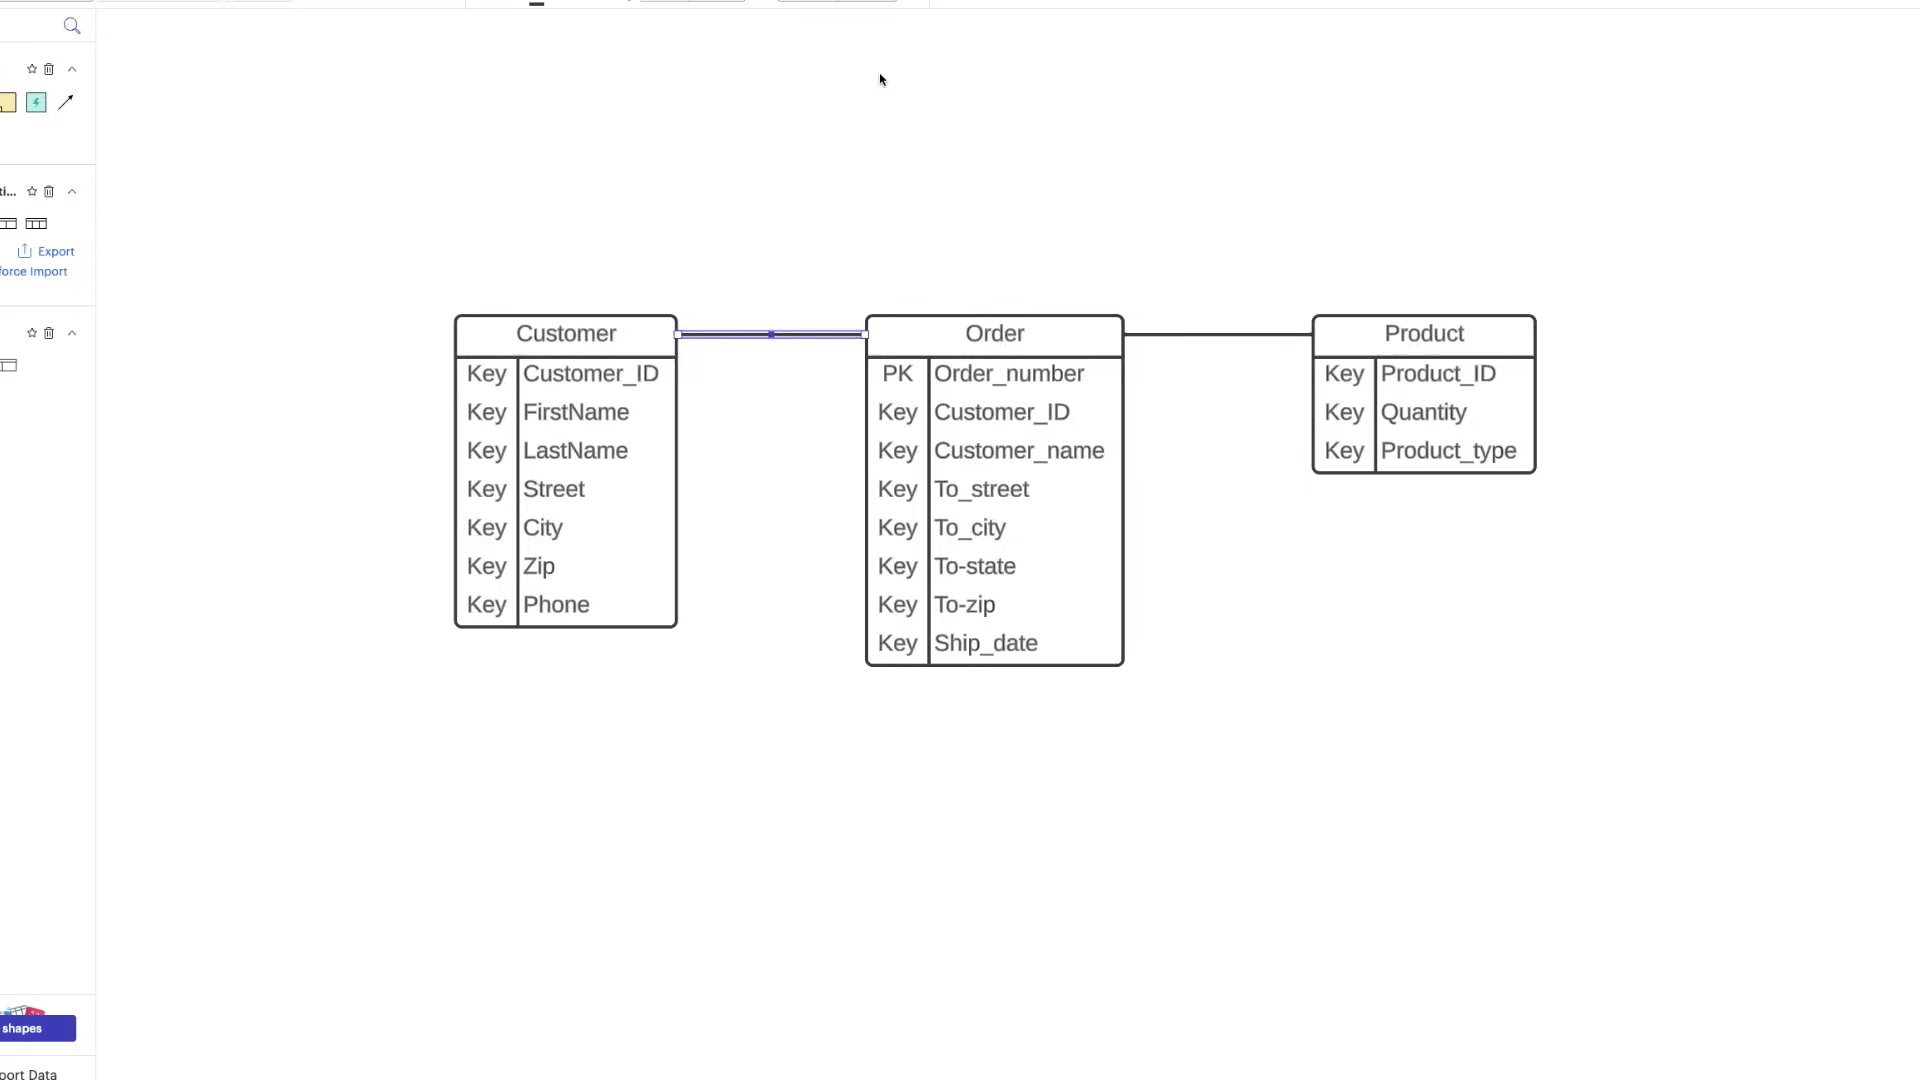 ti...
Export
force Import
shapes
port Data
Customer
Key Customer_ID
Key FirstName
Key LastName
Key Street
Key City
Key Zip
Key Phone
Order
PK Order_number
Key Customer_ID
Key Customer_name
Key To_street
Key To_city
Key To-state
Key To-zip
Key Ship_date
Product
Key Product_ID
Key Quantity
Key Product_type